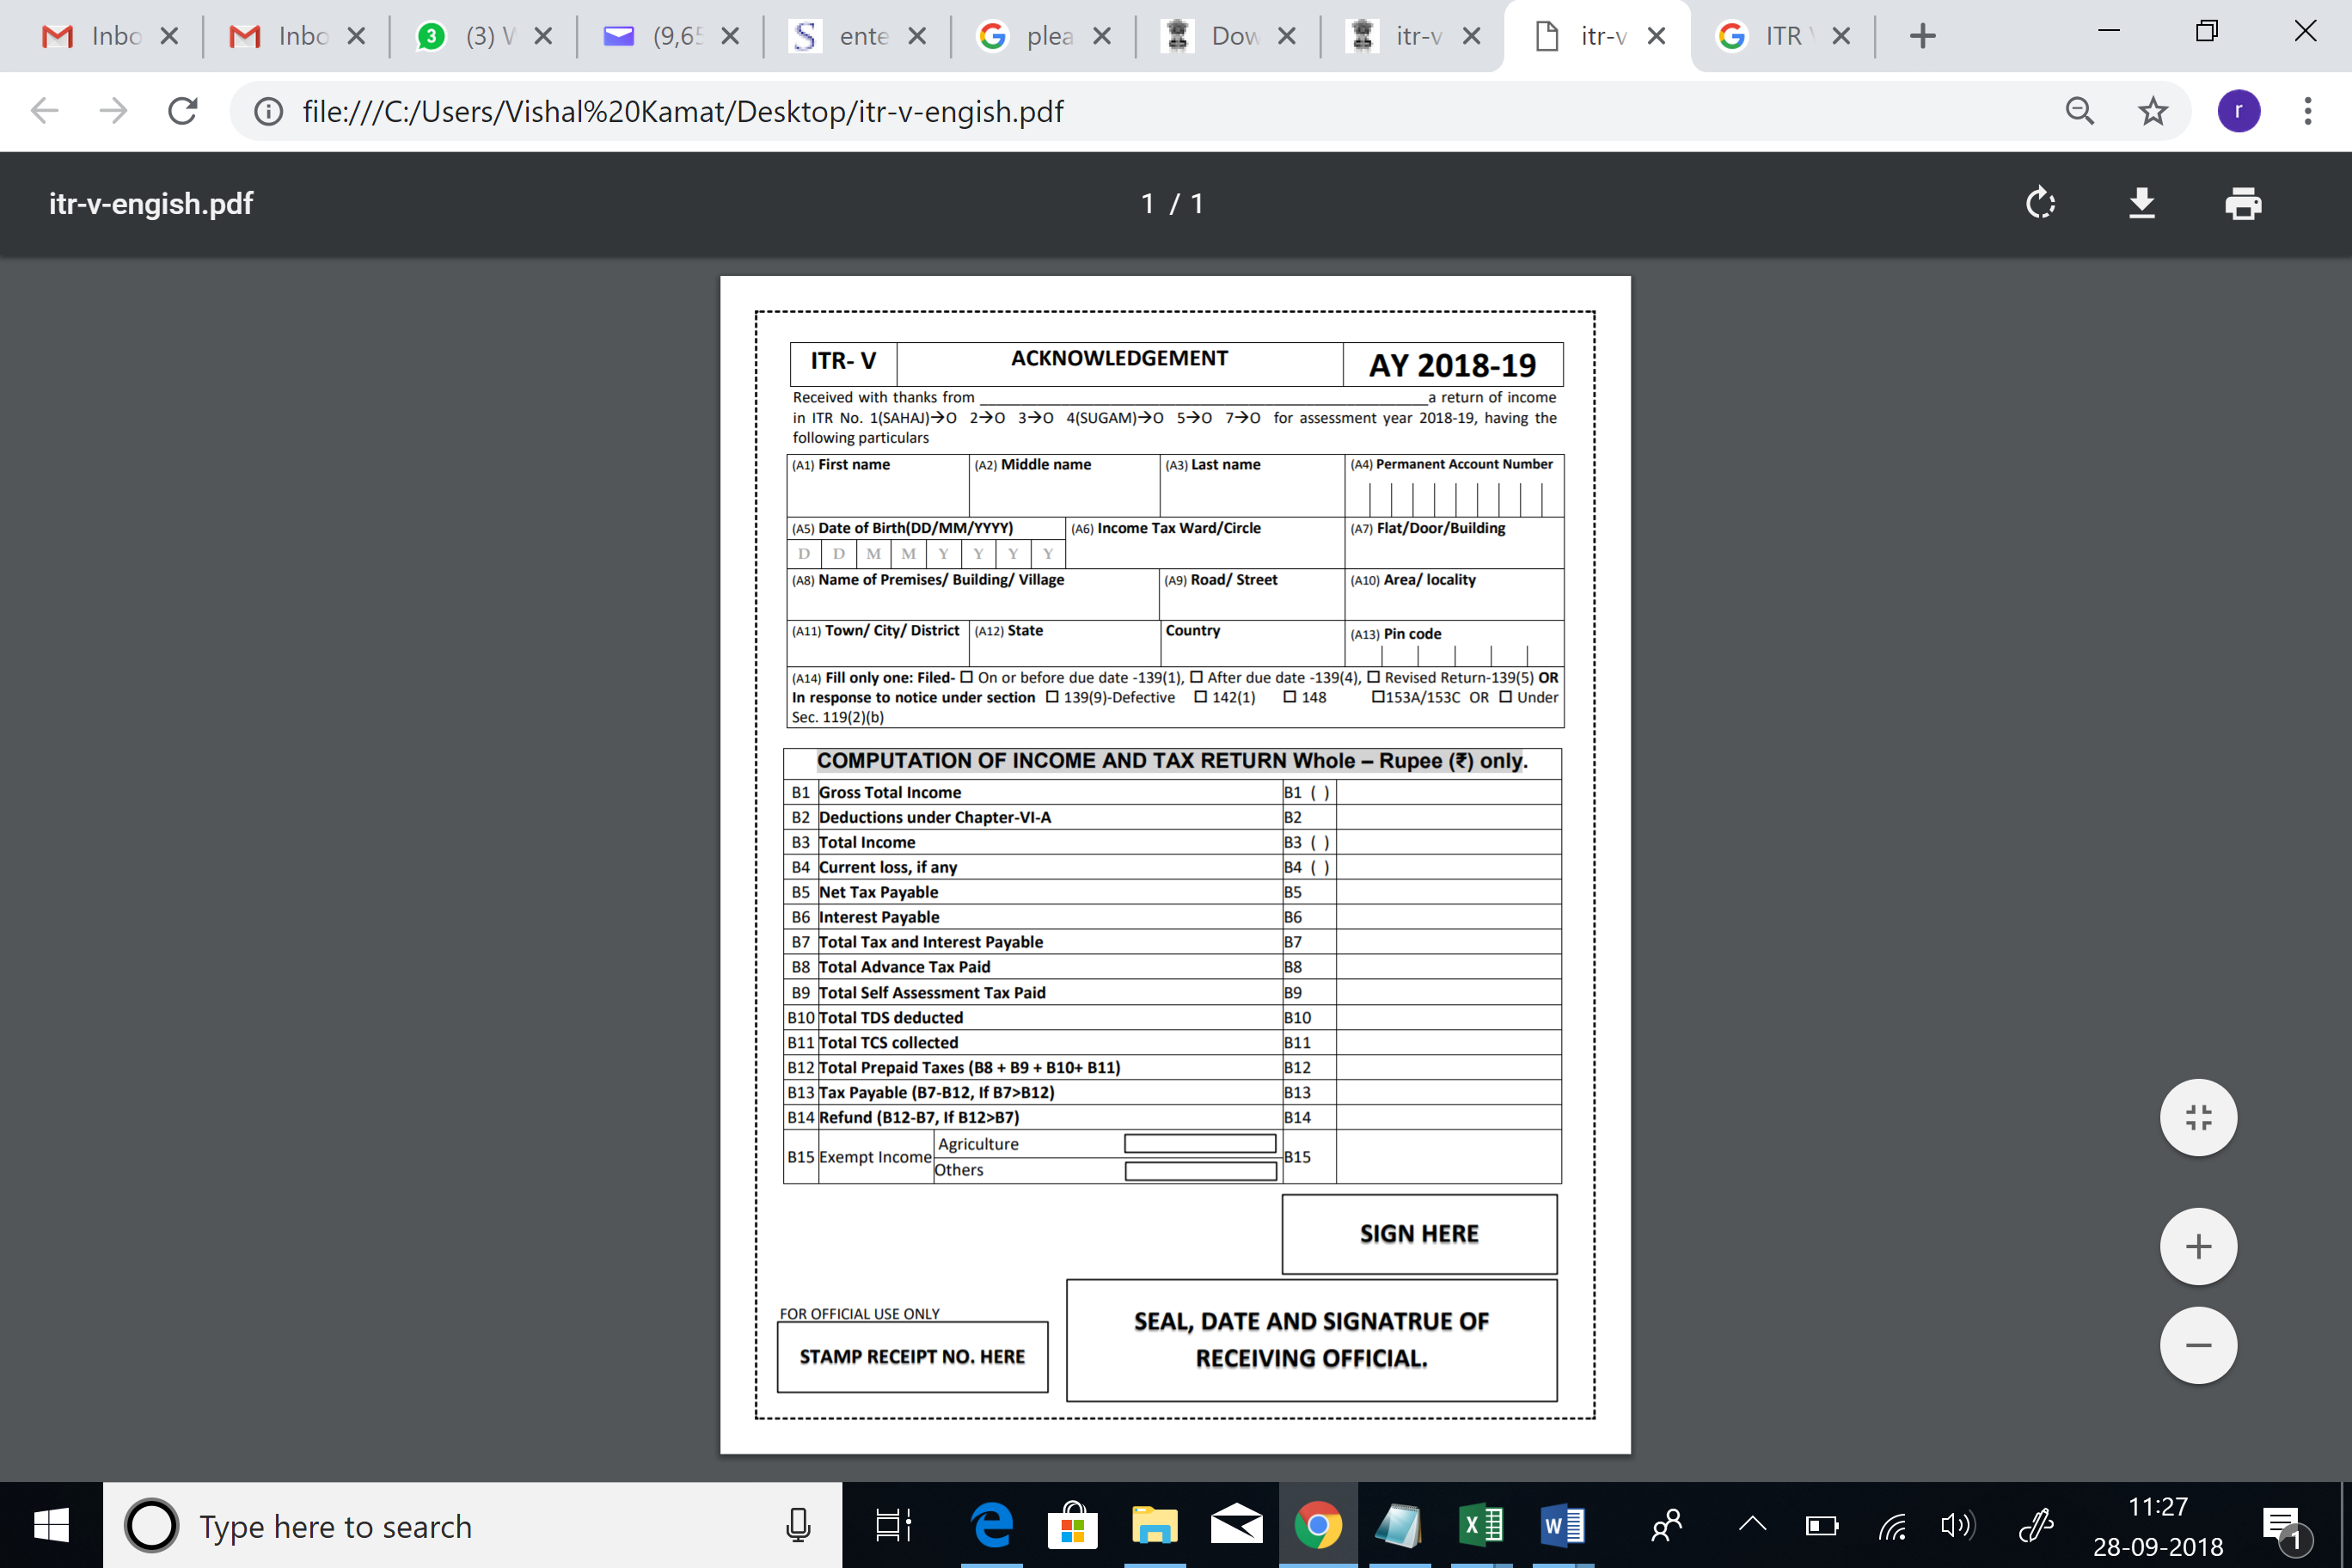 Inbo
Inbo
3 (3) W
(9,65
S ente
plea
Dow
itr-v
itr-v
ITR
file:///C:/Users/Vishal%20Kamat/Desktop/itr-v-engish.pdf
r
itr-v-engish.pdf
1 / 1
ITR- V ACKNOWLEDGEMENT AY 2018-19
Received with thanks from ______________________________a return of income
in ITR No. 1(SAHAJ)→O 2→O 3→O 4(SUGAM)→O 5→O 7→O for assessment year 2018-19, having the
following particulars
(A1) First name (A2) Middle name (A3) Last name (A4) Permanent Account Number
(A5) Date of Birth(DD/MM/YYYY) (A6) Income Tax Ward/Circle (A7) Flat/Door/Building
D D M M Y Y Y Y
(A8) Name of Premises/ Building/ Village (A9) Road/ Street (A10) Area/ locality
(A11) Town/ City/ District (A12) State Country (A13) Pin code
(A14) Fill only one: Filed- ☐ On or before due date -139(1), ☐ After due date -139(4), ☐ Revised Return-139(5) OR
In response to notice under section ☐ 139(9)-Defective ☐ 142(1) ☐ 148 ☐153A/153C OR ☐ Under
Sec. 119(2)(b)
COMPUTATION OF INCOME AND TAX RETURN Whole – Rupee (₹) only.
B1 Gross Total Income B1 ( )
B2 Deductions under Chapter-VI-A B2
B3 Total Income B3 ( )
B4 Current loss, if any B4 ( )
B5 Net Tax Payable B5
B6 Interest Payable B6
B7 Total Tax and Interest Payable B7
B8 Total Advance Tax Paid B8
B9 Total Self Assessment Tax Paid B9
B10 Total TDS deducted B10
B11 Total TCS collected B11
B12 Total Prepaid Taxes (B8 + B9 + B10+ B11) B12
B13 Tax Payable (B7-B12, If B7>B12) B13
B14 Refund (B12-B7, If B12>B7) B14
Agriculture
B15 Exempt Income B15
Others
SIGN HERE
FOR OFFICIAL USE ONLY
STAMP RECEIPT NO. HERE
SEAL, DATE AND SIGNATRUE OF
RECEIVING OFFICIAL.
Type here to search
11:27
28-09-2018
1